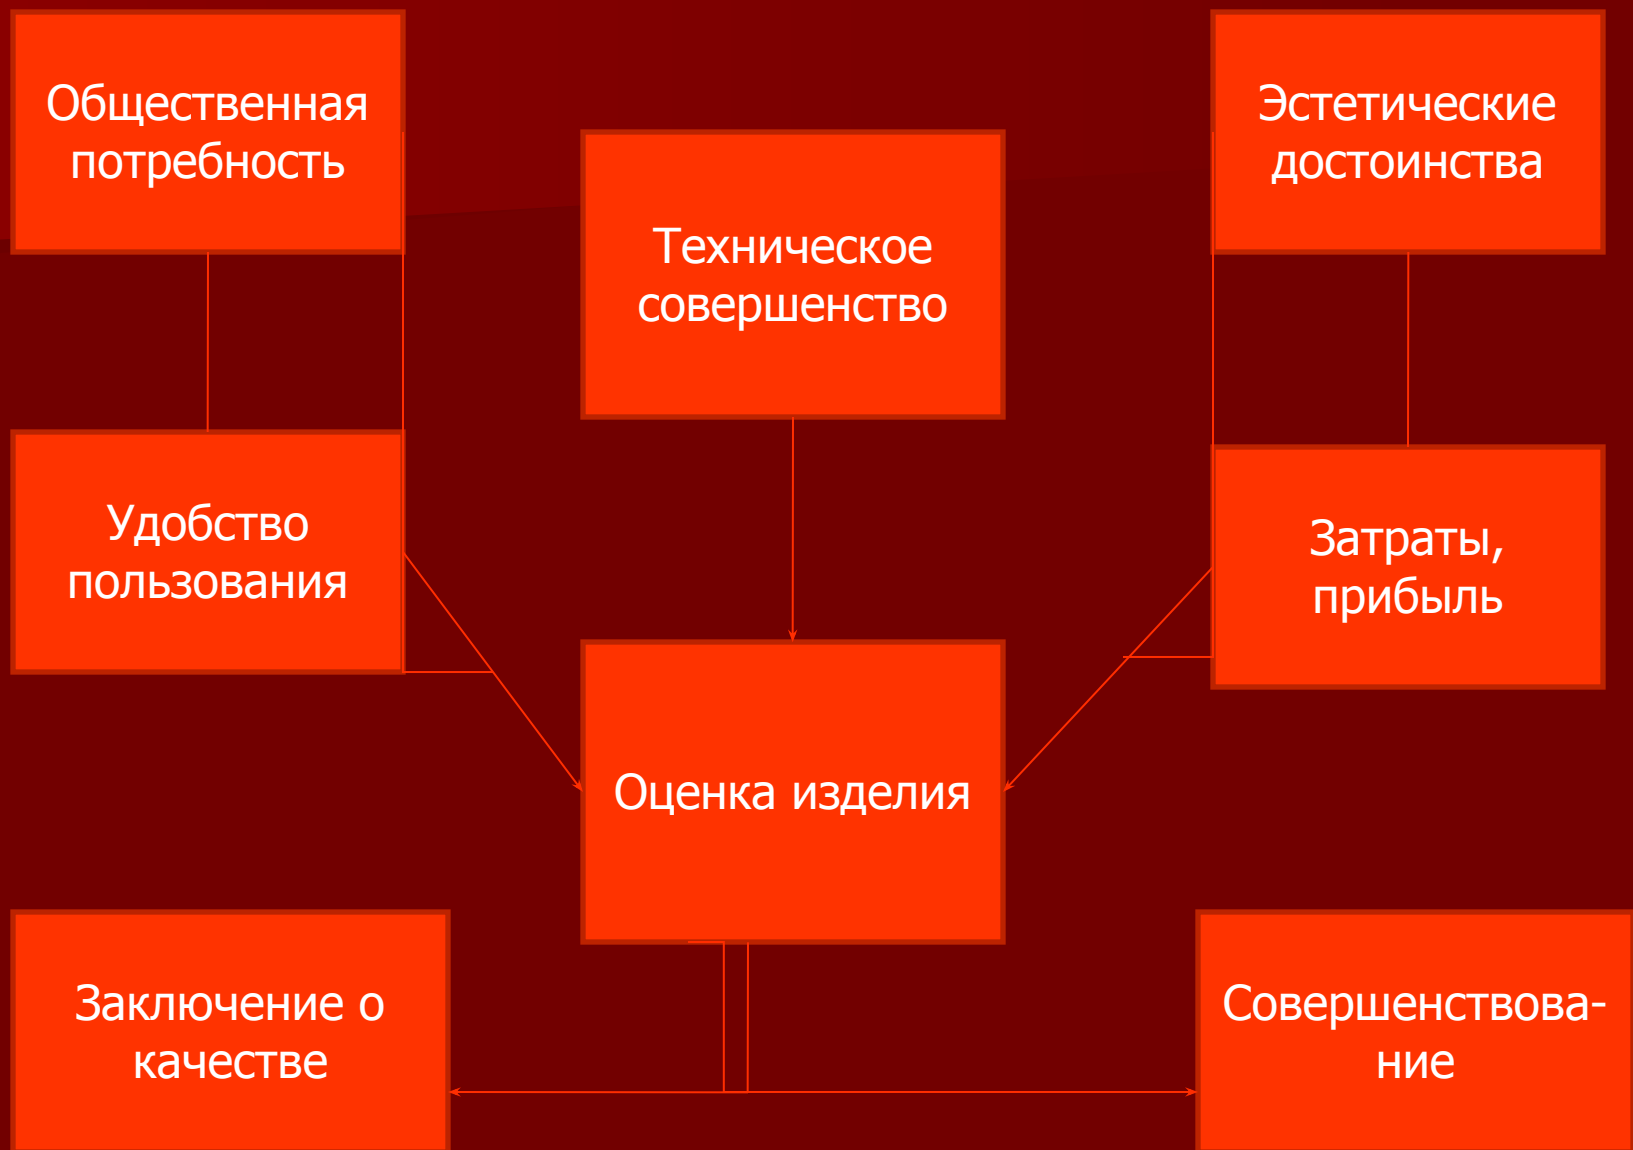 Общественная
потребность
Техническое
совершенство
Эстетические
достоинства
Удобство
пользования
Затраты,
прибыль
Оценка изделия
Заключение о
качестве
Совершенствова-
ние